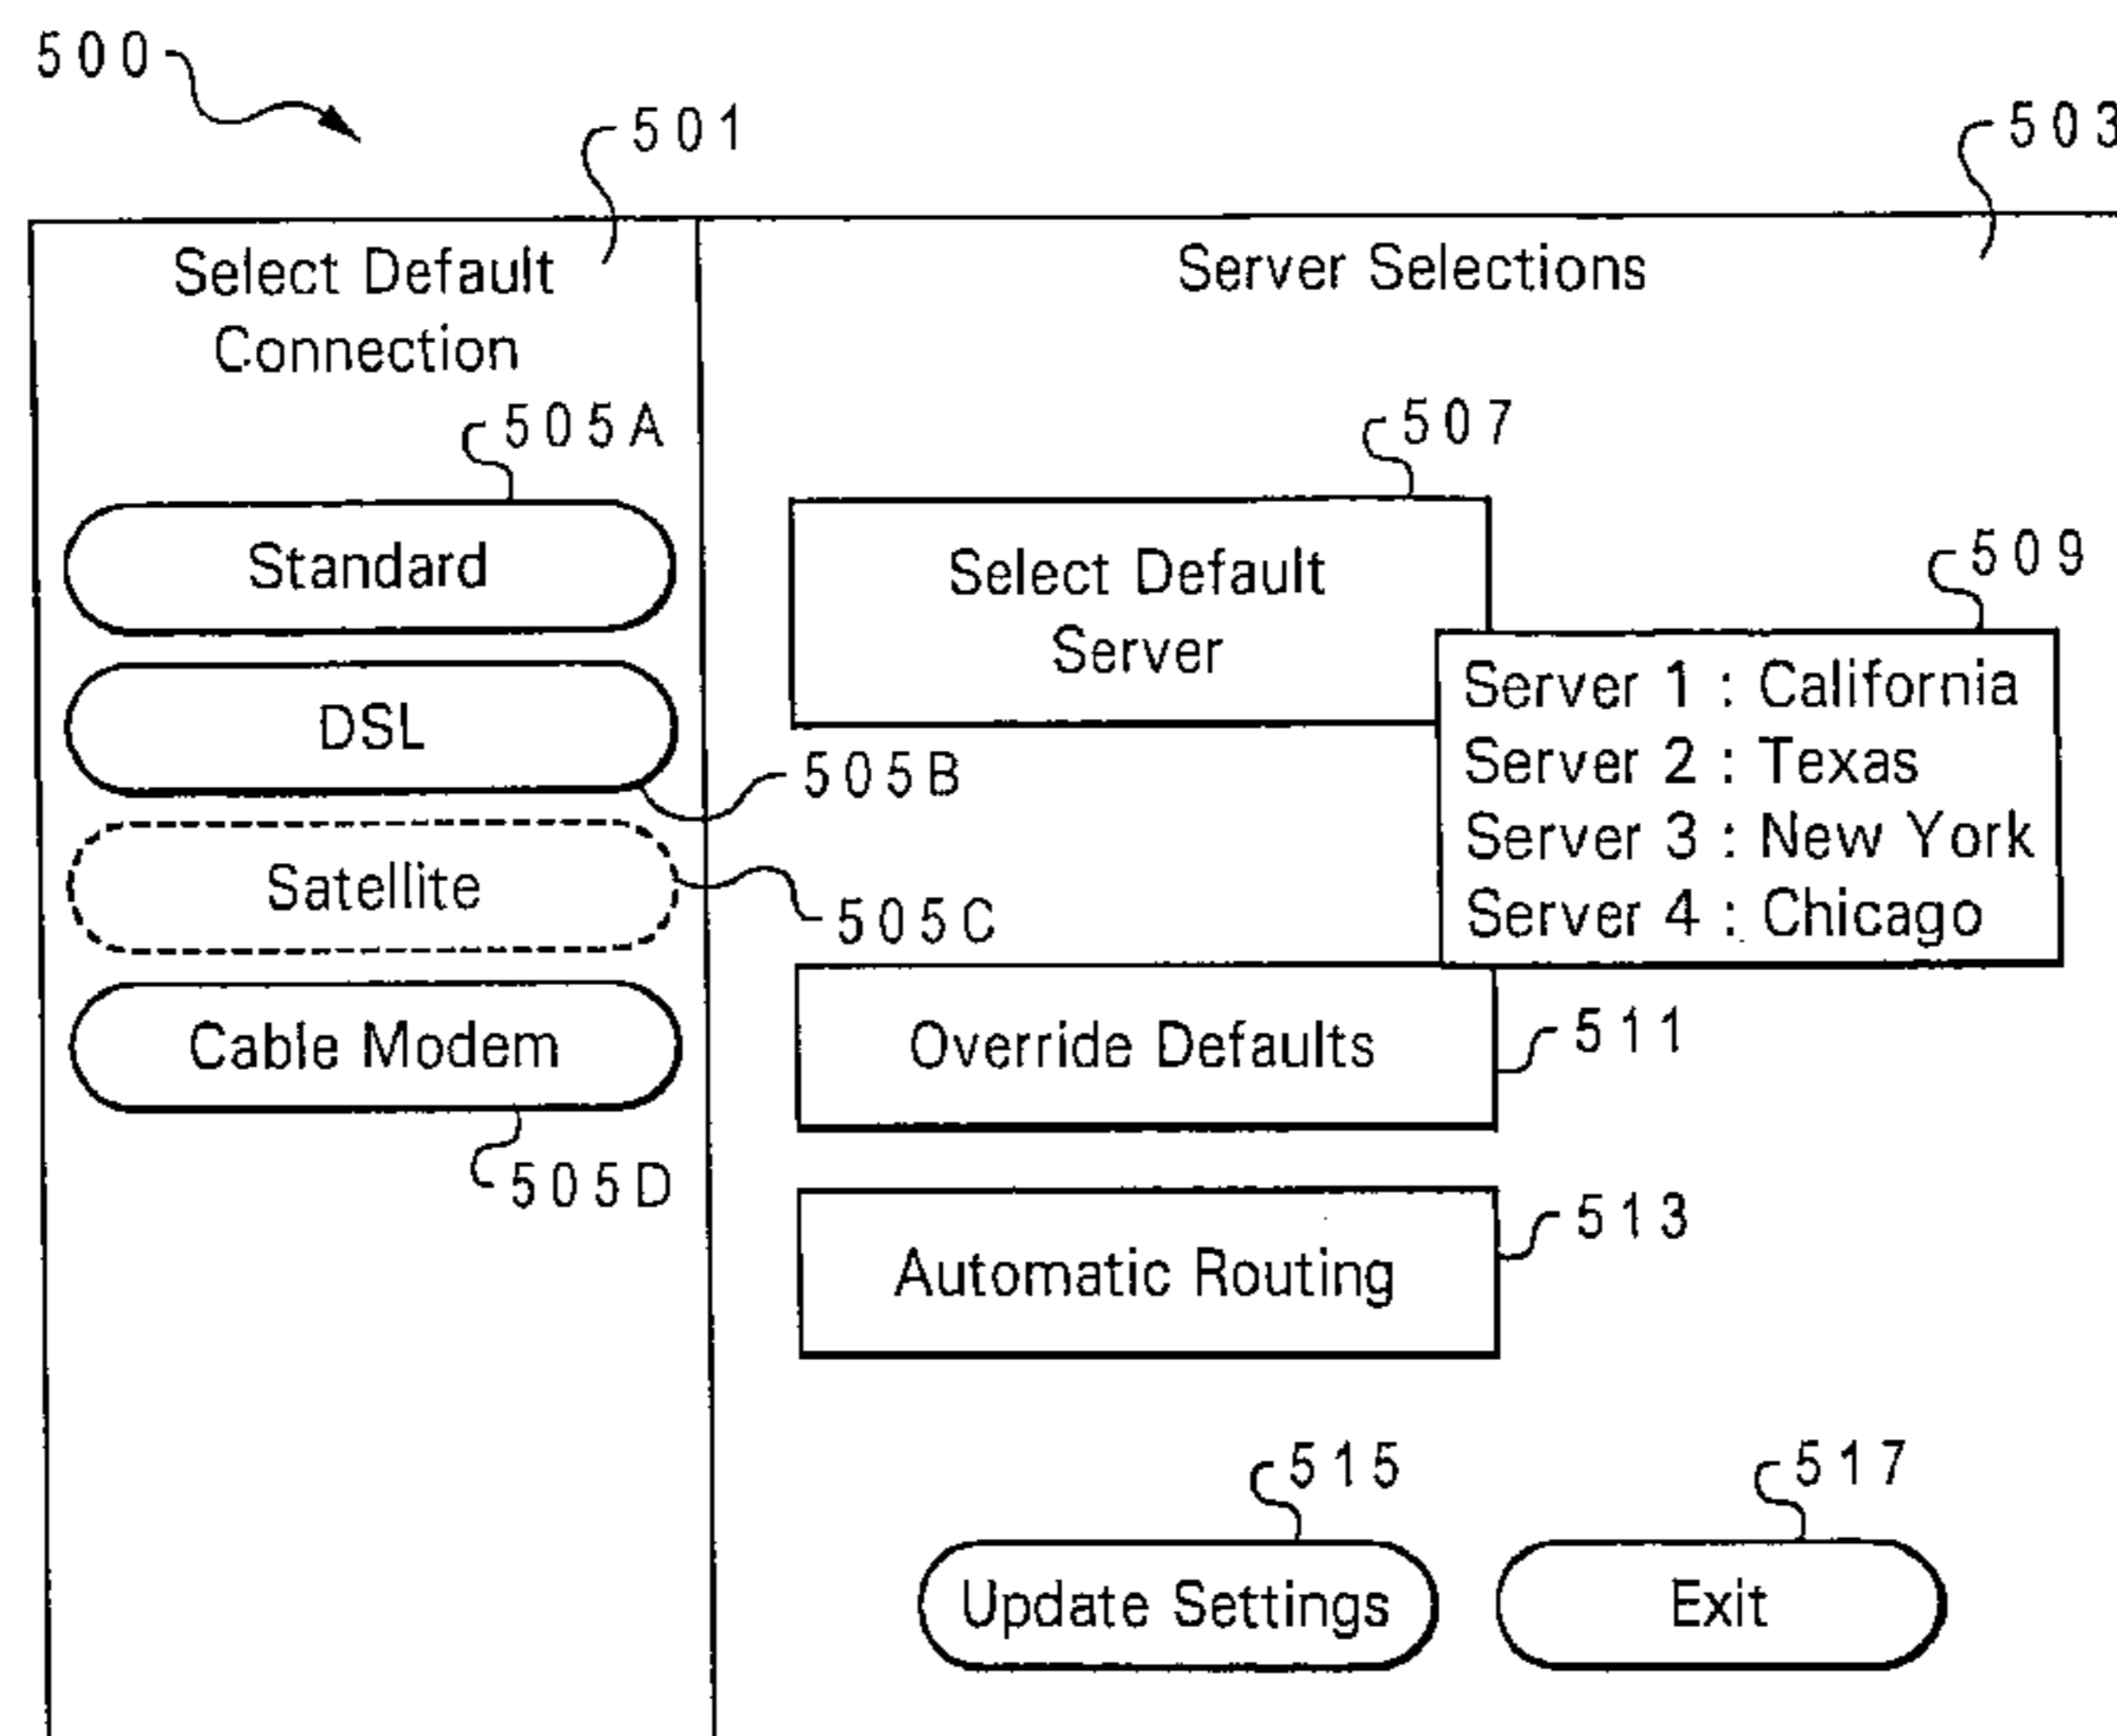 500
501
503
Select Default
Connection
Server Selections
505A
Standard
DSL
505B
Satellite
505C
Cable Modem
505D
507
Select Default
Server
509
Server 1 : California
Server 2 : Texas
Server 3 : New York
Server 4 : Chicago
Override Defaults
511
Automatic Routing
513
515
Update Settings
517
Exit